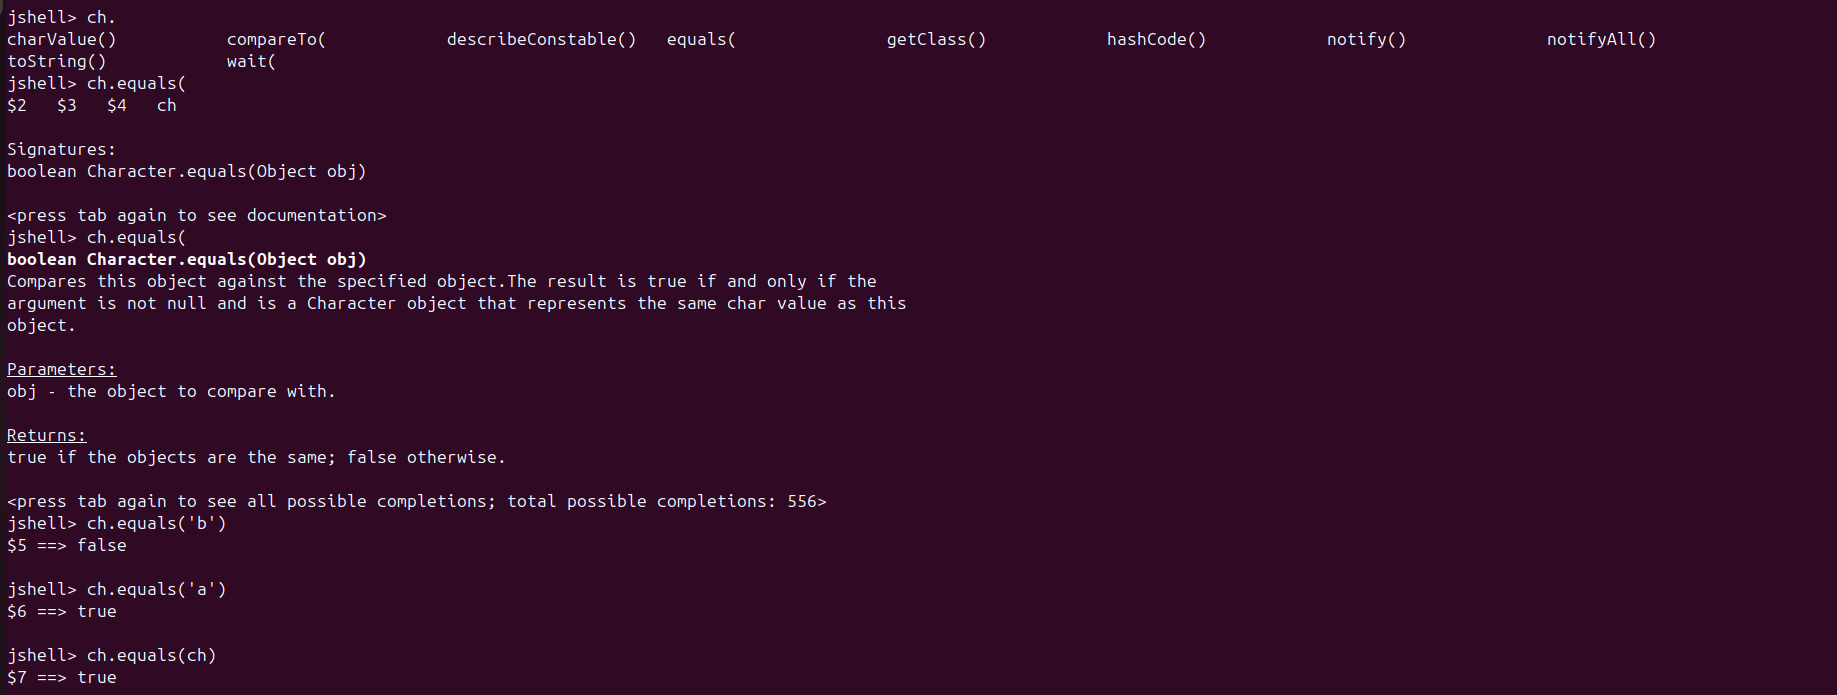 jshell> ch.
charValue()           compareTo(            describeConstable()   equals(               getClass()            hashCode()            notify()              notifyAll()
toString()            wait(
jshell> ch.equals(
$2   $3   $4   ch

Signatures:
boolean Character.equals(Object obj)

<press tab again to see documentation>
jshell> ch.equals(
boolean Character.equals(Object obj)
Compares this object against the specified object.The result is true if and only if the
argument is not null and is a Character object that represents the same char value as this
object.

Parameters:
obj - the object to compare with.

Returns:
true if the objects are the same; false otherwise.

<press tab again to see all possible completions; total possible completions: 556>
jshell> ch.equals('b')
$5 ==> false

jshell> ch.equals('a')
$6 ==> true

jshell> ch.equals(ch)
$7 ==> true